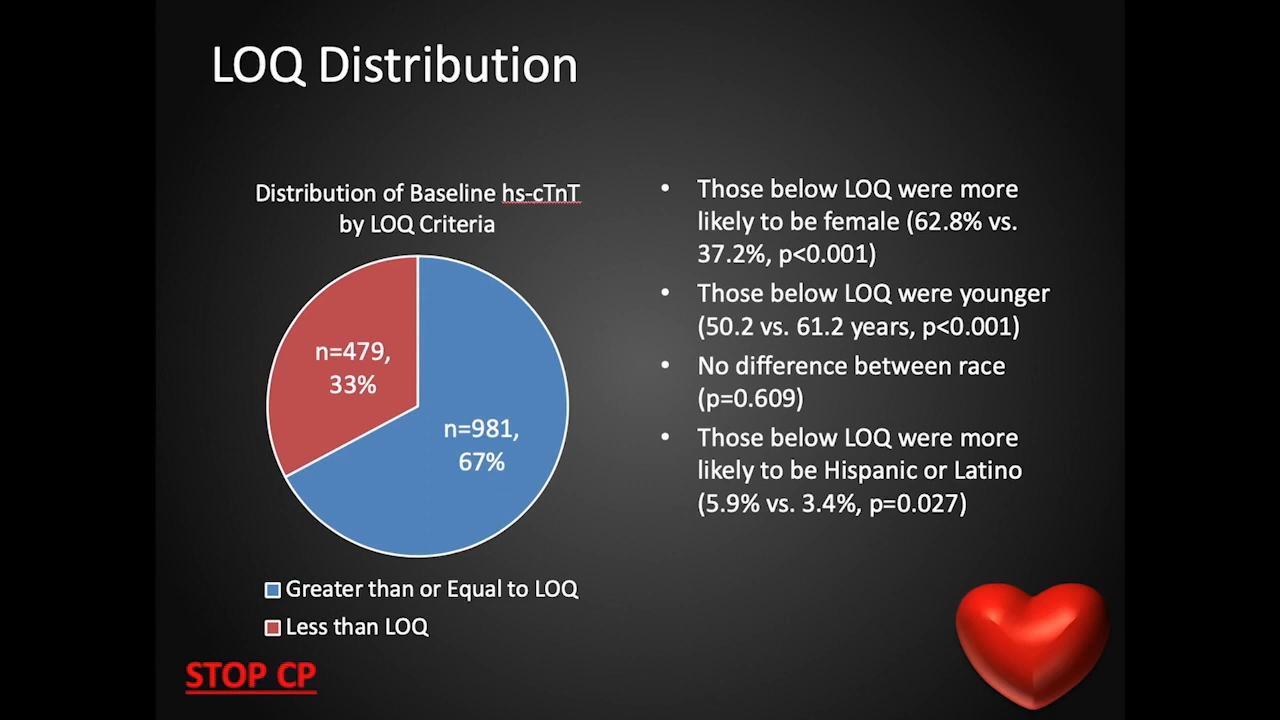 LOQ Distribution
Distribution of Baseline hs-cTnT
by LOQ Criteria
n=479,
33%
n=981,
67%
Greater than or Equal to LOQ
Less than LOQ
• Those below LOQ were more
likely to be female (62.8% vs.
37.2%, p<0.001)
• Those below LOQ were younger
(50.2 vs. 61.2 years, p<0.001)
• No difference between race
(p=0.609)
• Those below LOQ were more
likely to be Hispanic or Latino
(5.9% vs. 3.4%, p=0.027)
STOP CP